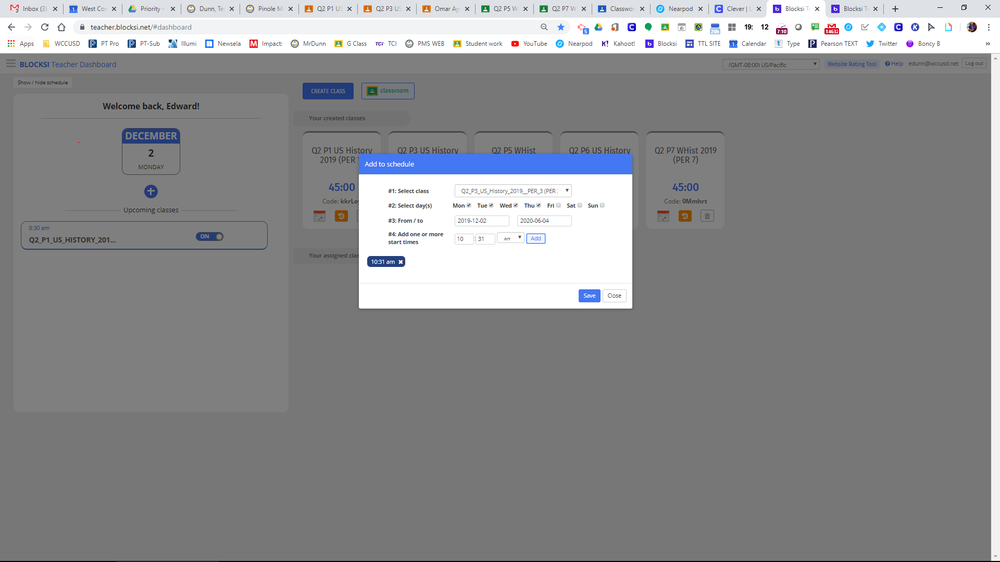 Inbox (3) West Cor Priority - Dunn, Te Pinole M Q2 P1 US Q2 P3 US Omar Ay Q2 P5 W Q2 P7 W Classwor Nearpod Clever | L Blocksi Te Blocksi Te
teacher.blocksi.net/#dashboard
5 20h 19: 12 7:10 14632
Apps WCCUSD PT Pro PT-Sub Illumi Newsela Impact: MrDunn G Class TCI TCI PMS WEB Student work YouTube Nearpod Kahoot! Blocksi TTL SITE Calendar Type Pearson TEXT Twitter Boncy B »
BLOCKSI Teacher Dashboard
(GMT-08:00) US/Pacific Website Rating Tool Help edunn@wccusd.net Log out
Show / hide schedule
CREATE CLASS classroom
Welcome back, Edward!
Your created classes
DECEMBER
2
MONDAY
Upcoming classes
8:30 am
Q2_P1_US_HISTORY_201...
ON
Q2 P1 US History
2019 (PER
45:00
Code: kkrLo
Q2 P3 US History
Q2 P5 WHist
Q2 P6 US History
Q2 P7 WHist 2019
(PER 7)
45:00
Code: 0Mmhrt
Your assigned clas
Add to schedule
#1: Select class Q2_P3_US_History_2019__PER_3 (PER
#2: Select day(s) Mon Tue Wed Thu Fri Sat Sun
#3: From / to 2019-12-02 2020-06-04
#4: Add one or more
start times 10 : 31 am Add
10:31 am ×
Save Close